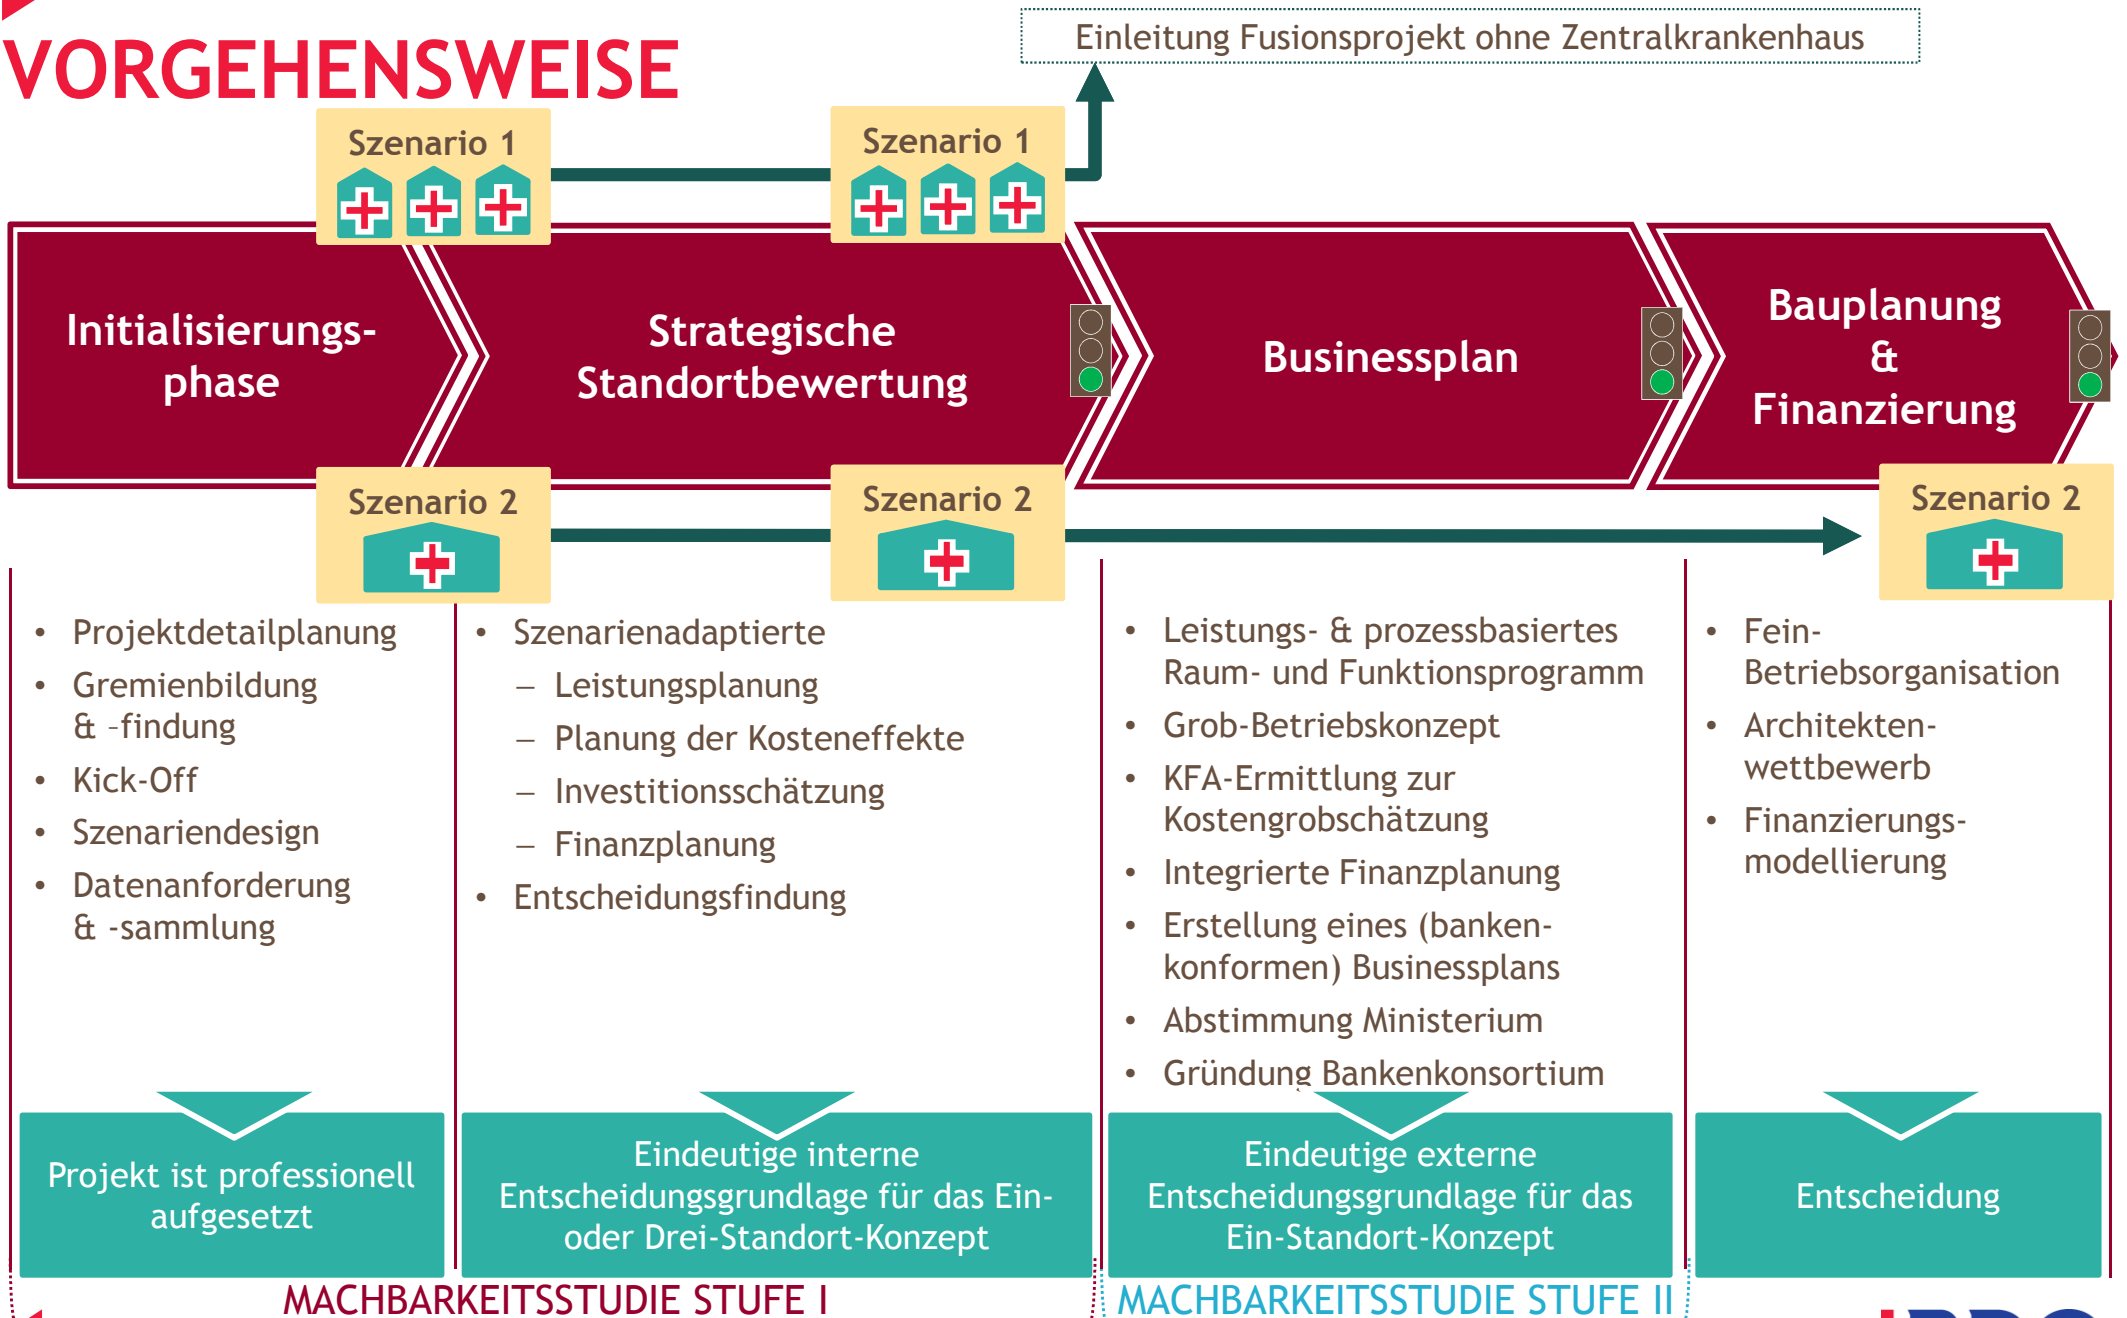 VORGEHENSWEISE
Einleitung Fusionsprojekt ohne Zentralkrankenhaus
Szenario 1
Szenario 1
Initialisierungs-
phase
Strategische
Standortbewertung
Businessplan
Bauplanung
&
Finanzierung
Szenario 2
Szenario 2
Szenario 2
• Projektdetailplanung
• Gremienbildung
& –findung
• Kick-Off
• Szenariendesign
• Datenanforderung
& -sammlung
• Szenarienadaptierte
– Leistungsplanung
– Planung der Kosteneffekte
– Investitionsschätzung
– Finanzplanung
• Entscheidungsfindung
• Leistungs- & prozessbasiertes
Raum- und Funktionsprogramm
• Grob-Betriebskonzept
• KFA-Ermittlung zur
Kostengrobschätzung
• Integrierte Finanzplanung
• Erstellung eines (banken-
konformen) Businessplans
• Abstimmung Ministerium
• Gründung Bankenkonsortium
• Fein-
Betriebsorganisation
• Architekten-
wettbewerb
• Finanzierungs-
modellierung
Projekt ist professionell
aufgesetzt
Eindeutige interne
Entscheidungsgrundlage für das Ein-
oder Drei-Standort-Konzept
Eindeutige externe
Entscheidungsgrundlage für das
Ein-Standort-Konzept
Entscheidung
MACHBARKEITSSTUDIE STUFE I
MACHBARKEITSSTUDIE STUFE II